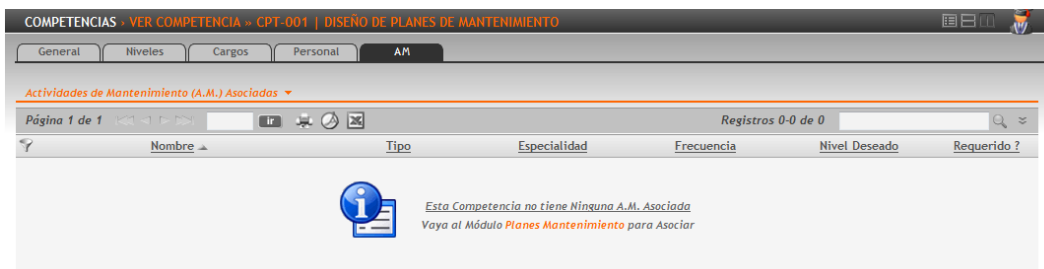 COMPETENCIAS › VER COMPETENCIA » CPT-001 | DISEÑO DE PLANES DE MANTENIMIENTO
General Niveles Cargos Personal AM
Actividades de Mantenimiento (A.M.) Asociadas
Página 1 de 1 ir Registros 0-0 de 0
Nombre Tipo Especialidad Frecuencia Nivel Deseado Requerido ?
Esta Competencia no tiene Ninguna A.M. Asociada
Vaya al Módulo Planes Mantenimiento para Asociar